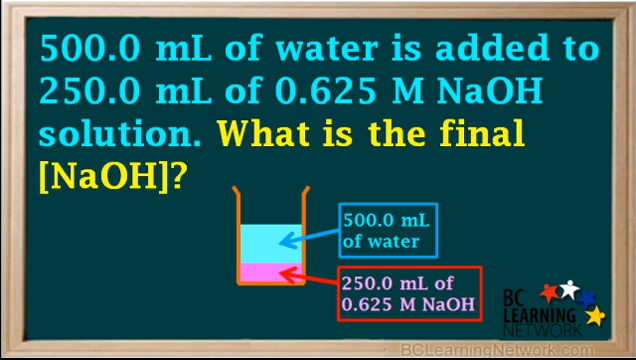 500.0 mL of water is added to
250.0 mL of 0.625 M NaOH
solution. What is the final
[NaOH]?
500.0 mL
of water
250.0 mL of
0.625 M NaOH
BC
LEARNING
NETWORK
BCLearningNetwork.com